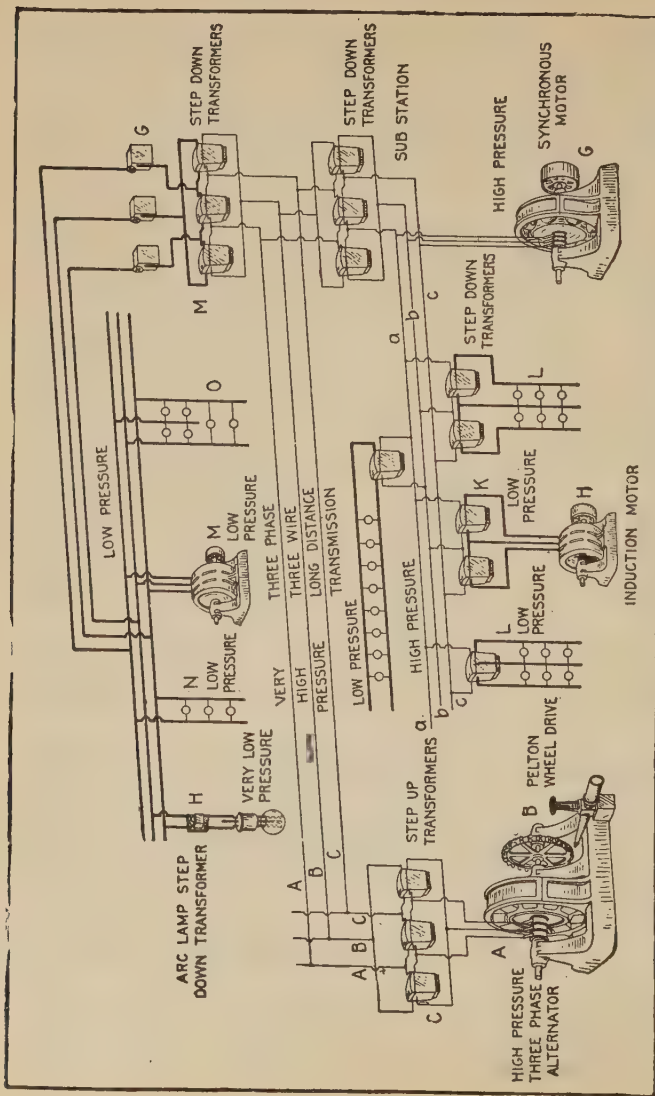 STEP DOWN
TRANSFORMERS
G
M
STEP DOWN
TRANSFORMERS
SUB STATION
LOW PRESSURE
O
M
LOW
PRESSURE
N
LOW
PRESSURE
H
VERY LOW
PRESSURE
ARC LAMP STEP
DOWN TRANSFORMER
VERY THREE PHASE
HIGH THREE WIRE
PRESSURE LONG DISTANCE
TRANSMISSION
A
B
C
A
B
C
STEP UP
TRANSFORMERS
C
LOW PRESSURE
HIGH PRESSURE
a
b
c
a
b
c
HIGH PRESSURE
SYNCHRONOUS
MOTOR
G
STEP DOWN
TRANSFORMERS
L
K
LOW
PRESSURE
H
INDUCTION MOTOR
L
LOW
PRESSURE
B
PELTON
WHEEL DRIVE
A
HIGH PRESSURE
THREE PHASE
ALTERNATOR